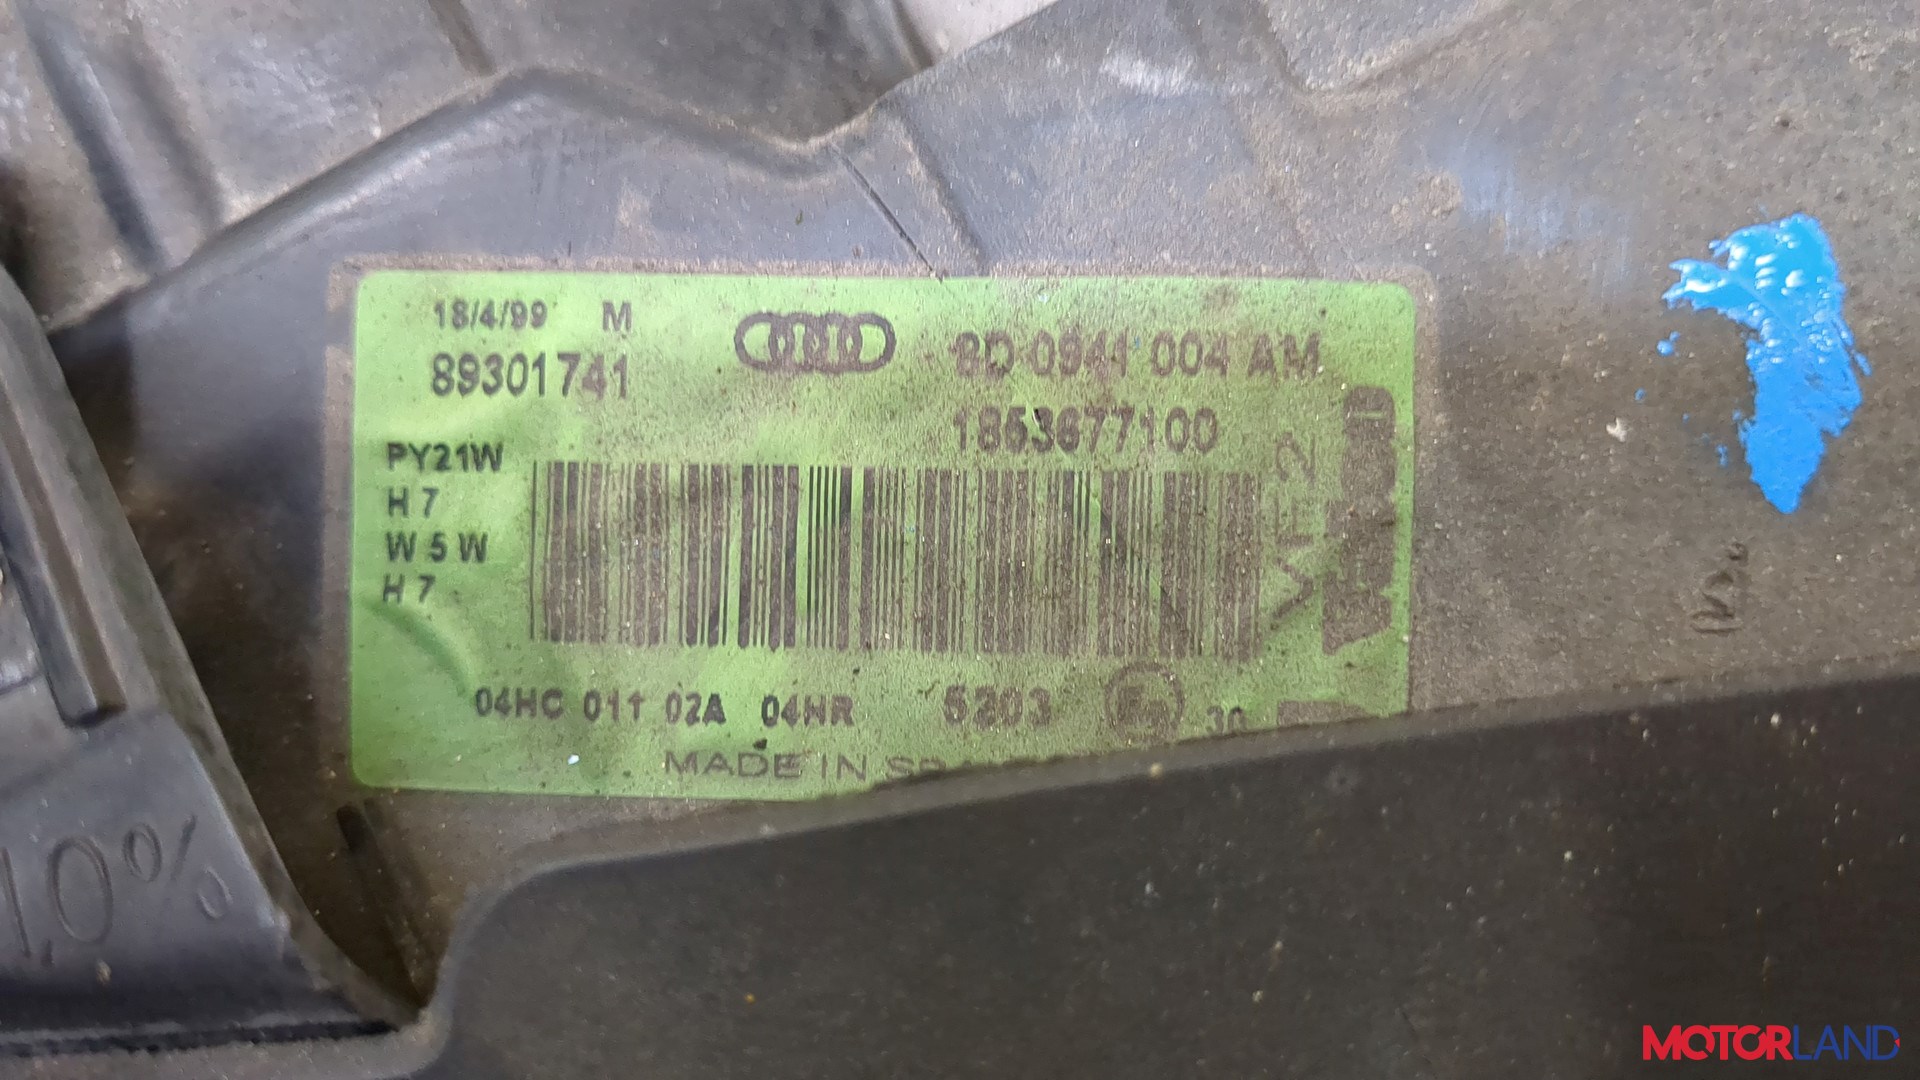 18/4/99 M
89301741
8D 0941 004 AM
1853677100
PY21W
H 7
W 5 W
H 7
VF2
04HC 01† 02A 04HR 5203 30
MADE IN
1.0%
MOTORLAND